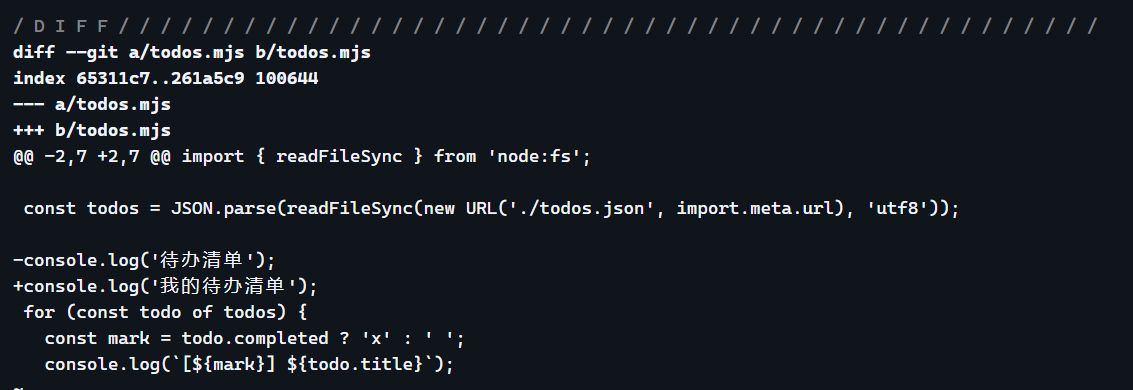 / D I F F / / / / / / / / / / / / / / / / / / / / / / / / / / / / / / / / / / / / / / / / / / / / / / /
diff --git a/todos.mjs b/todos.mjs
index 65311c7..261a5c9 100644
--- a/todos.mjs
+++ b/todos.mjs
@@ -2,7 +2,7 @@ import { readFileSync } from 'node:fs';

 const todos = JSON.parse(readFileSync(new URL('./todos.json', import.meta.url), 'utf8'));

-console.log('待办清单');
+console.log('我的待办清单');
 for (const todo of todos) {
   const mark = todo.completed ? 'x' : ' ';
   console.log(`[${mark}] ${todo.title}`);
~